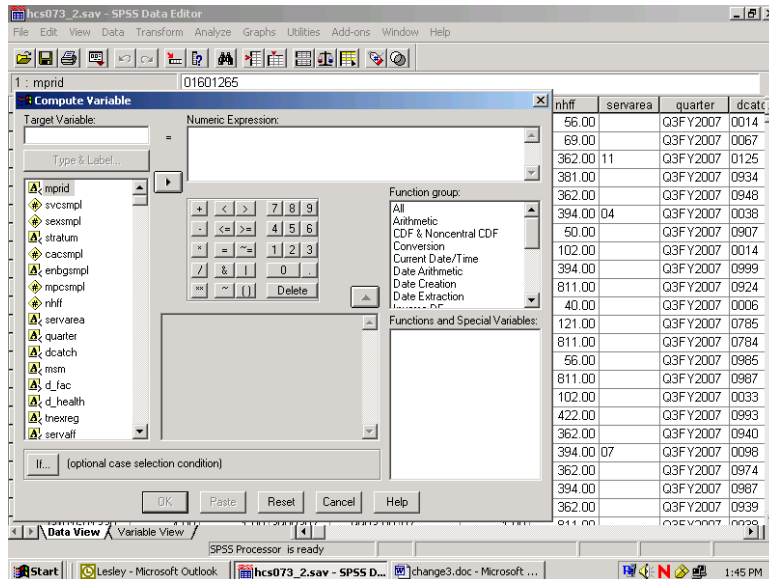 hcs073_2.sav - SPSS Data Editor
File Edit View Data Transform Analyze Graphs Utilities Add-ons Window Help
1 : mprid 01601265
Compute Variable
Target Variable:
=
Numeric Expression:
Type & Label...
mprid
svcsmpl
sexsmpl
stratum
cacsmpl
enbgsmpl
mpcsmpl
nhff
servarea
quarter
dcatch
msm
d_fac
d_health
tnexreg
servaff
+ < > 7 8 9
- <= >= 4 5 6
* = ~= 1 2 3
/ & | 0 .
** ~ () Delete
Function group:
All
Arithmetic
CDF & Noncentral CDF
Conversion
Current Date/Time
Date Arithmetic
Date Creation
Date Extraction
Functions and Special Variables:
If... (optional case selection condition)
OK Paste Reset Cancel Help
nhff servarea quarter dcatc
56.00 Q3FY2007 0014
69.00 Q3FY2007 0067
362.00 11 Q3FY2007 0125
381.00 Q3FY2007 0934
362.00 Q3FY2007 0948
394.00 04 Q3FY2007 0038
50.00 Q3FY2007 0907
102.00 Q3FY2007 0014
394.00 Q3FY2007 0999
811.00 Q3FY2007 0924
40.00 Q3FY2007 0006
121.00 Q3FY2007 0785
811.00 Q3FY2007 0784
56.00 Q3FY2007 0985
811.00 Q3FY2007 0987
102.00 Q3FY2007 0033
422.00 Q3FY2007 0993
362.00 Q3FY2007 0940
394.00 07 Q3FY2007 0098
362.00 Q3FY2007 0974
394.00 Q3FY2007 0987
362.00 Q3FY2007 0939
Data View Variable View
SPSS Processor is ready
Start Lesley - Microsoft Outlook hcs073_2.sav - SPSS D... change3.doc - Microsoft ... 1:45 PM